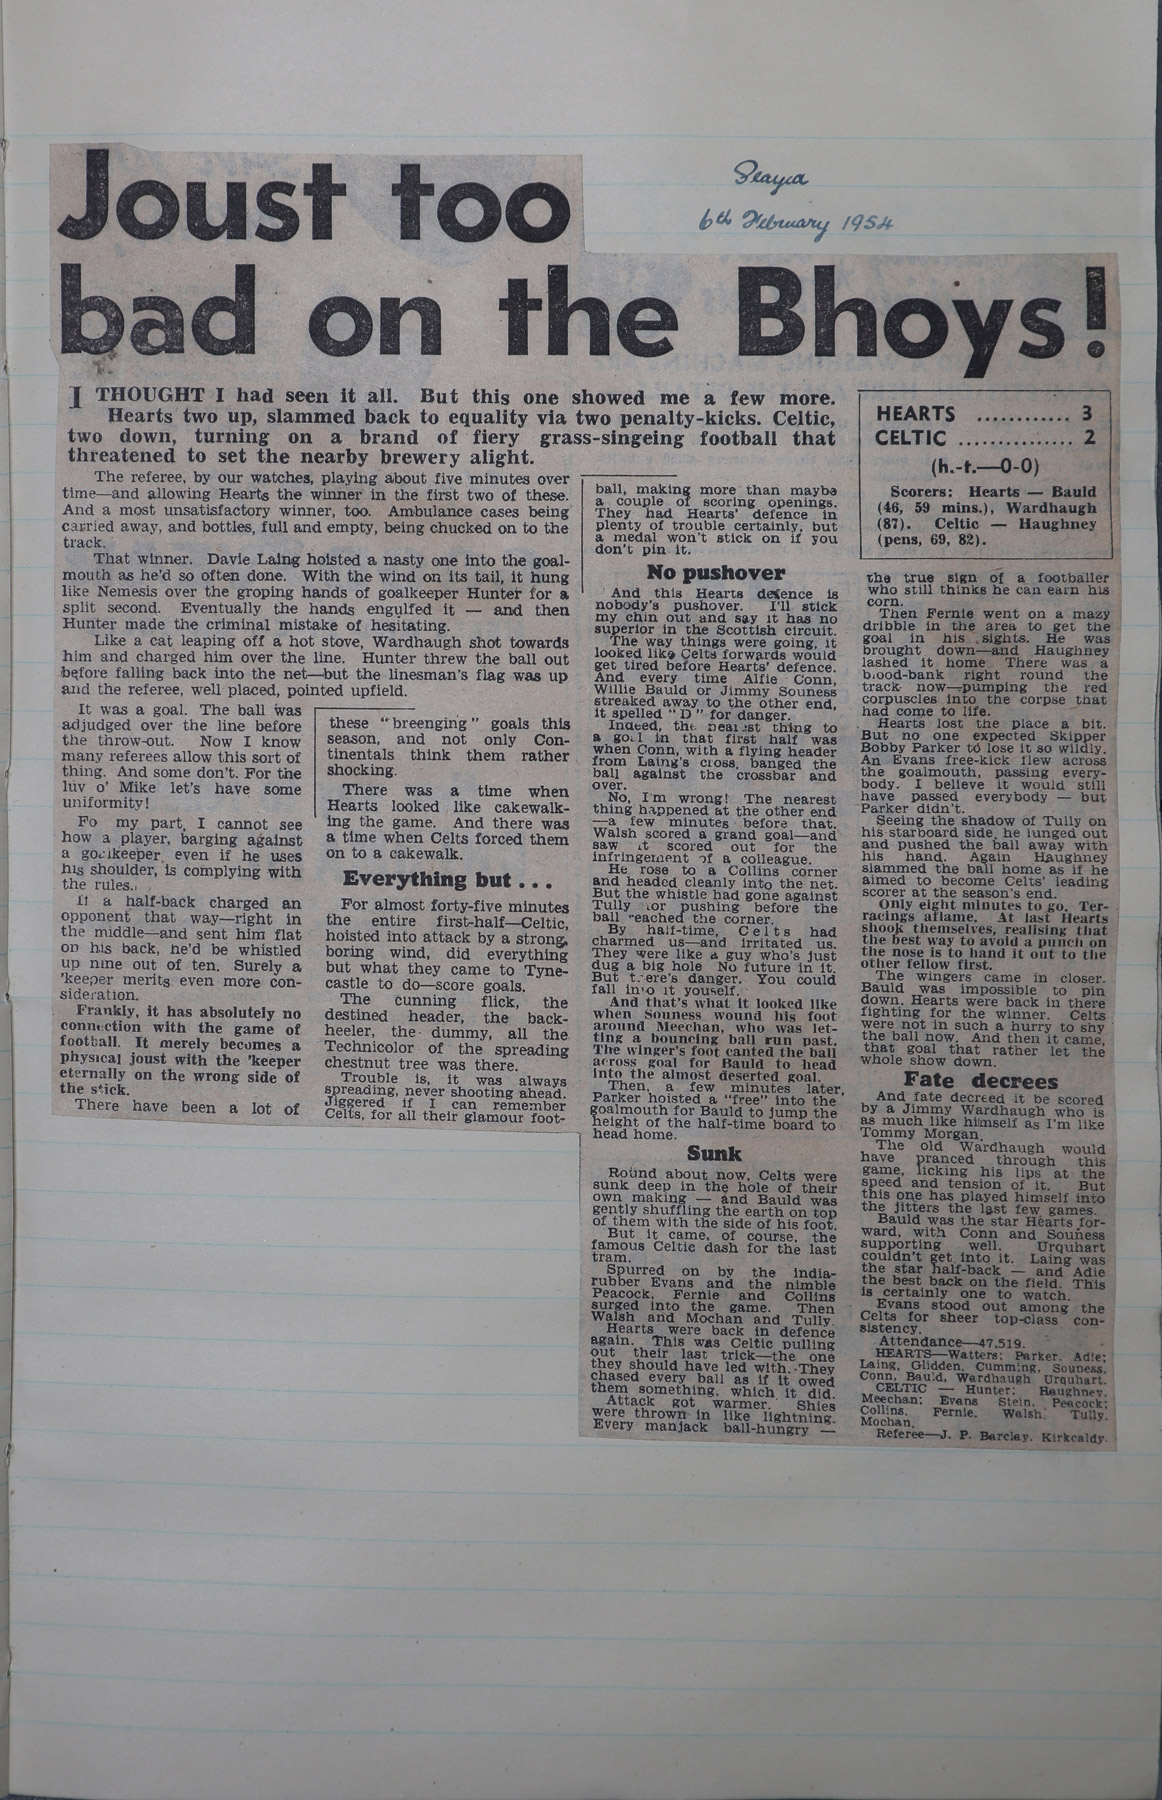 Joust too
6th February 1954
bad on the Bhoys!
I THOUGHT I had seen it all. But this one showed me a few more.
Hearts two up, slammed back to equality via two penalty-kicks. Celtic,
two down, turning on a brand of fiery grass-singeing football that
threatened to set the nearby brewery alight.
HEARTS ............ 3
CELTIC ............... 2
(h.-t.—0-0)
Scorers: Hearts — Bauld
(46, 59 mins.), Wardhaugh
(87). Celtic — Haughney
(pens, 69, 82).
The referee, by our watches, playing about five minutes over
time—and allowing Hearts the winner in the first two of these.
And a most unsatisfactory winner, too. Ambulance cases being
carried away, and bottles, full and empty, being chucked on to the
track.
That winner. Davie Laing hoisted a nasty one into the goal-
mouth as he'd so often done. With the wind on its tail, it hung
like Nemesis over the groping hands of goalkeeper Hunter for a
split second. Eventually the hands engulfed it — and then
Hunter made the criminal mistake of hesitating.
Like a cat leaping off a hot stove, Wardhaugh shot towards
him and charged him over the line. Hunter threw the ball out
before falling back into the net—but the linesman's flag was up
and the referee, well placed, pointed upfield.
It was a goal. The ball was
adjudged over the line before
the throw-out. Now I know
many referees allow this sort of
thing. And some don't. For the
luv o' Mike let's have some
uniformity!
Fo my part, I cannot see
how a player, barging against
a goalkeeper even if he uses
his shoulder, is complying with
the rules.
If a half-back charged an
opponent that way—right in
the middle—and sent him flat
on his back, he'd be whistled
up nine out of ten. Surely a
'keeper merits even more con-
sideration.
Frankly, it has absolutely no
connection with the game of
football. It merely becomes a
physical joust with the 'keeper
eternally on the wrong side of
the stick.
There have been a lot of
these "breenging" goals this
season, and not only Con-
tinentals think them rather
shocking.
There was a time when
Hearts looked like cakewalk-
ing the game. And there was
a time when Celts forced them
on to a cakewalk.
Everything but . . .
For almost forty-five minutes
the entire first-half—Celtic,
hoisted into attack by a strong,
boring wind, did everything
but what they came to Tyne-
castle to do—score goals.
The cunning flick, the
destined header, the back-
heeler, the dummy, all the
Technicolor of the spreading
chestnut tree was there.
Trouble is, it was always
spreading, never shooting ahead.
Jiggered if I can remember
Celts, for all their glamour foot-
ball, making more than maybe
a couple of scoring openings.
They had Hearts' defence in
plenty of trouble certainly, but
a medal won't stick on if you
don't pin it.
No pushover
And this Hearts defence is
nobody's pushover. I'll stick
my chin out and say it has no
superior in the Scottish circuit.
The way things were going, it
looked like Celts forwards would
get tired before Hearts' defence.
And every time Alfie Conn,
Willie Bauld or Jimmy Souness
streaked away to the other end,
it spelled "D" for danger.
Indeed, the nearest thing to
a goal in that first half was
when Conn, with a flying header
from Laing's cross, banged the
ball against the crossbar and
over.
No, I'm wrong! The nearest
thing happened at the other end
—a few minutes before that.
Walsh scored a grand goal—and
saw it scored out for the
infringement of a colleague.
He rose to a Collins corner
and headed cleanly into the net.
But the whistle had gone against
Tully for pushing before the
ball reached the corner.
By half-time, Celts had
charmed us—and irritated us.
They were like a guy who's just
dug a big hole No future in it.
But there's danger. You could
fall into it youself.
And that's what it looked like
when Souness wound his foot
around Meechan, who was let-
ting a bouncing ball run past.
The winger's foot canted the ball
across goal for Bauld to head
into the almost deserted goal.
Then, a few minutes later,
Parker hoisted a "free" into the
goalmouth for Bauld to jump the
height of the half-time board to
head home.
Sunk
Round about now, Celts were
sunk deep in the hole of their
own making — and Bauld was
gently shuffling the earth on top
of them with the side of his foot.
But it came, of course, the
famous Celtic dash for the last
tram.
Spurred on by the india-
rubber Evans and the nimble
Peacock, Fernie and Collins
surged into the game. Then
Walsh and Mochan and Tully.
Hearts were back in defence
again. This was Celtic pulling
out their last trick—the one
they should have led with. They
chased every ball as if it owed
them something, which it did.
Attack got warmer. Shies
were thrown in like lightning.
Every manjack ball-hungry —
the true sign of a footballer
who still thinks he can earn his
corn.
Then Fernie went on a mazy
dribble in the area to get the
goal in his sights. He was
brought down—and Haughney
lashed it home There was a
blood-bank right round the
track now—pumping the red
corpuscles into the corpse that
had come to life.
Hearts lost the place a bit.
But no one expected Skipper
Bobby Parker to lose it so wildly.
An Evans free-kick flew across
the goalmouth, passing every-
body. I believe it would still
have passed everybody — but
Parker didn't.
Seeing the shadow of Tully on
his starboard side, he lunged out
and pushed the ball away with
his hand. Again Haughney
slammed the ball home as if he
aimed to become Celts' leading
scorer at the season's end.
Only eight minutes to go. Ter-
racings aflame. At last Hearts
shook themselves, realising that
the best way to avoid a punch on
the nose is to hand it out to the
other fellow first.
The wingers came in closer.
Bauld was impossible to pin
down. Hearts were back in there
fighting for the winner. Celts
were not in such a hurry to shy
the ball now. And then it came,
that goal that rather let the
whole show down.
Fate decrees
And fate decreed it be scored
by a Jimmy Wardhaugh who is
as much like himself as I'm like
Tommy Morgan.
The old Wardhaugh would
have pranced through this
game, licking his lips at the
speed and tension of it. But
this one has played himself into
the jitters the last few games.
Bauld was the star Hearts for-
ward, with Conn and Souness
supporting well. Urquhart
couldn't get into it. Laing was
the star half-back — and Adie
the best back on the field. This
is certainly one to watch.
Evans stood out among the
Celts for sheer top-class con-
sistency.
Attendance—47,519.
HEARTS—Watters; Parker, Adie;
Laing, Glidden, Cumming, Souness,
Conn, Bauld, Wardhaugh Urquhart.
CELTIC — Hunter; Haughney,
Meechan; Evans Stein, Peacock;
Collins, Fernie, Walsh, Tully,
Mochan.
Referee—J. P. Barclay, Kirkcaldy.